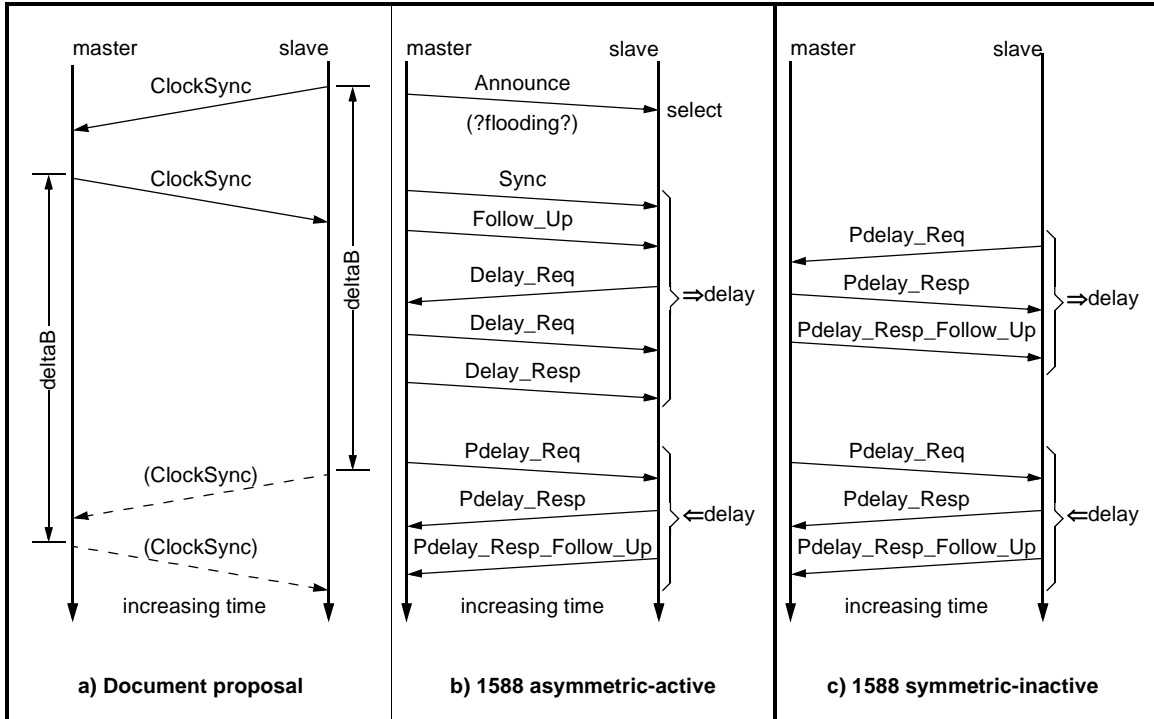 master
slave
ClockSync
ClockSync
deltaB
deltaB
(ClockSync)
(ClockSync)
increasing time
a) Document proposal
master
slave
Announce
(?flooding?)
select
Sync
Follow_Up
Delay_Req
⇒delay
Delay_Req
Delay_Resp
Pdelay_Req
Pdelay_Resp
⇐delay
Pdelay_Resp_Follow_Up
increasing time
b) 1588 asymmetric-active
master
slave
Pdelay_Req
Pdelay_Resp
⇒delay
Pdelay_Resp_Follow_Up
Pdelay_Req
Pdelay_Resp
⇐delay
Pdelay_Resp_Follow_Up
increasing time
c) 1588 symmetric-inactive